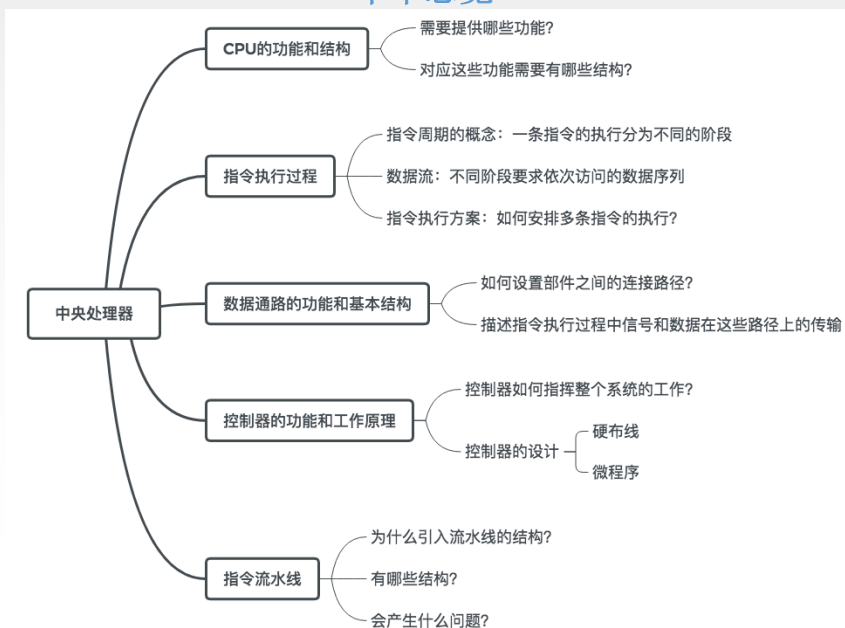 CPU的功能和结构
需要提供哪些功能?
对应这些功能需要有哪些结构?
指令执行过程
指令周期的概念：一条指令的执行分为不同的阶段
数据流：不同阶段要求依次访问的数据序列
指令执行方案：如何安排多条指令的执行?
中央处理器
数据通路的功能和基本结构
如何设置部件之间的连接路径?
描述指令执行过程中信号和数据在这些路径上的传输
控制器的功能和工作原理
控制器如何指挥整个系统的工作?
控制器的设计
硬布线
微程序
指令流水线
为什么引入流水线的结构?
有哪些结构?
会产生什么问题?